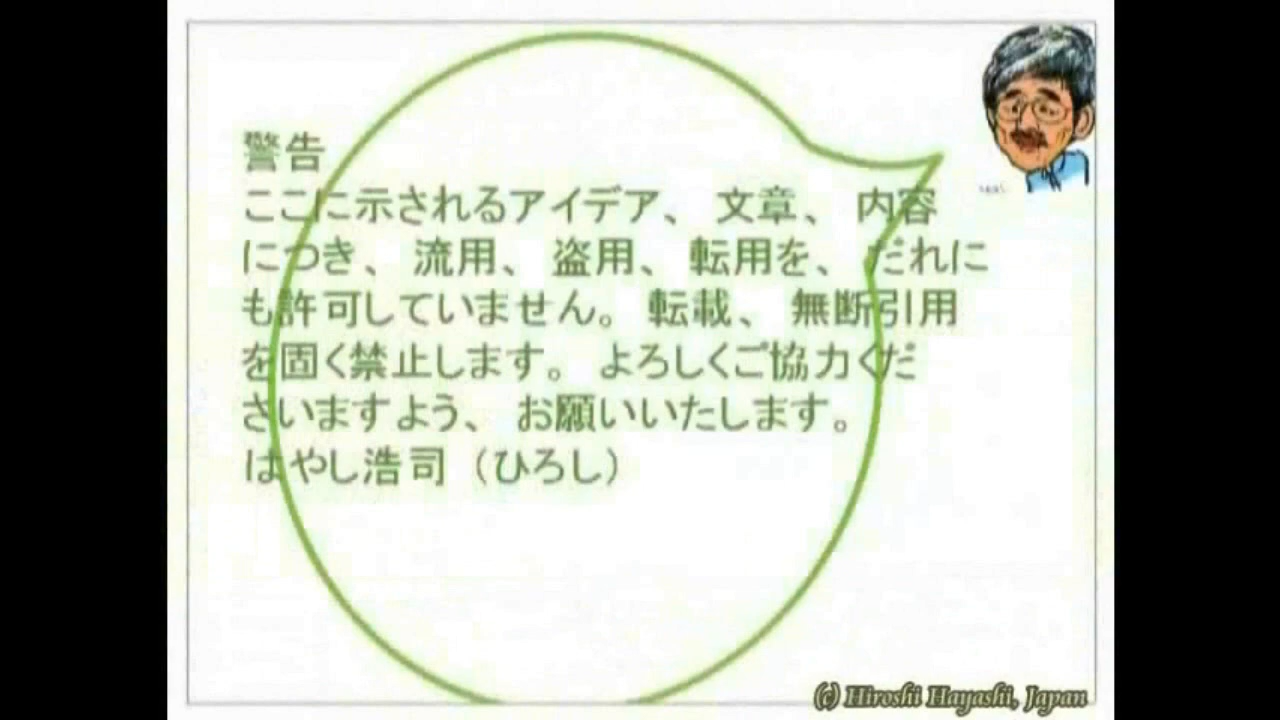 警告
ここに示されるアイデア、 文章、 内容
につき、 流用、 盗用、 転用を、 だれに
も許可していません。 転載、 無断引用
を固く禁止します。 よろしくご協力くだ
さいますよう、 お願いいたします。
はやし浩司 （ひろし）
(c) Hiroshi Hayashi, Japan